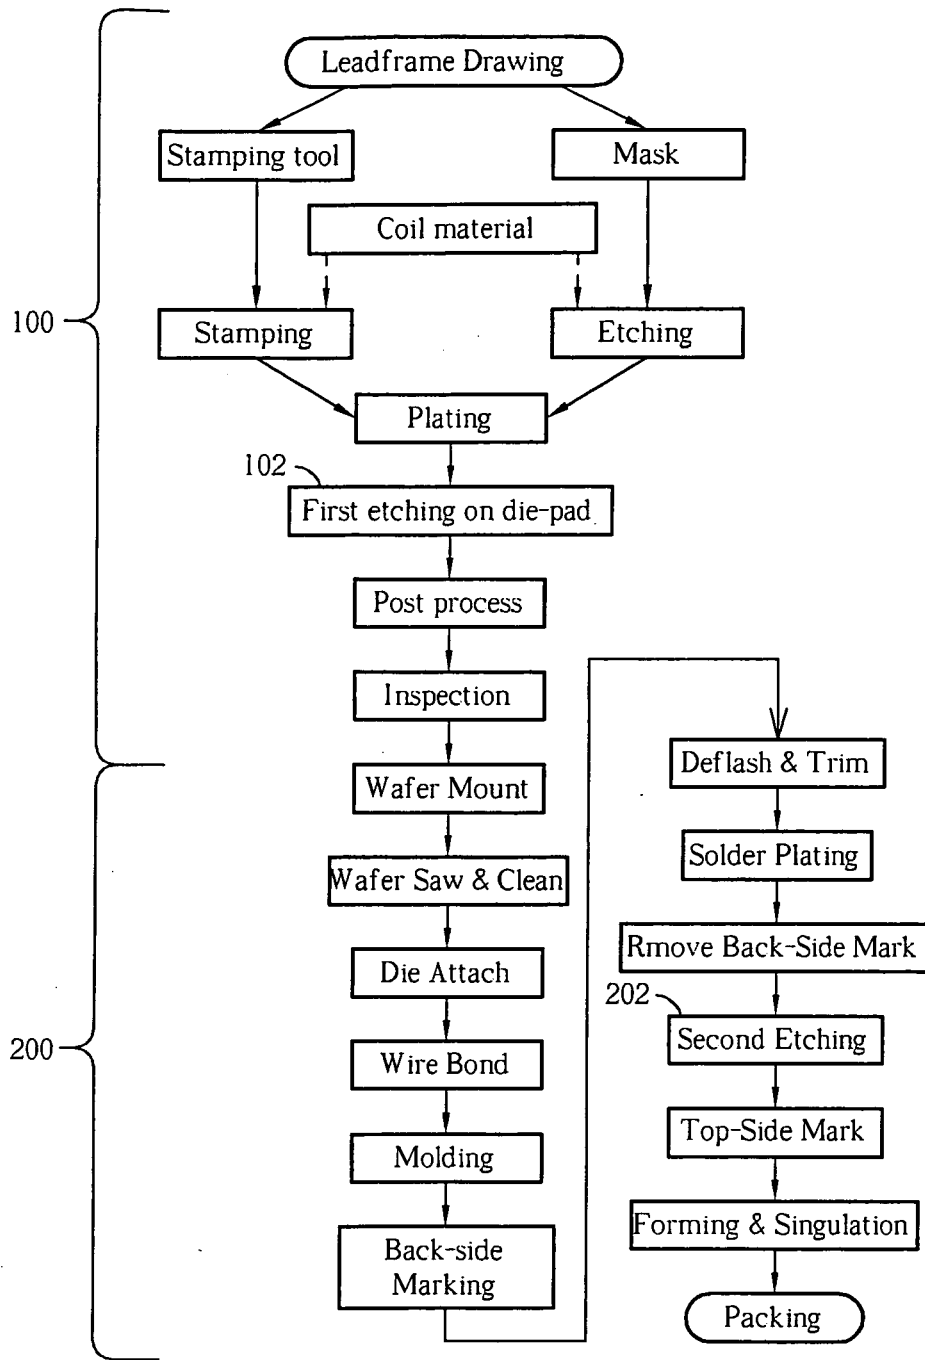 Leadframe Drawing
Stamping tool
Mask
Coil material
100
Stamping
Etching
Plating
102
First etching on die-pad
Post process
Inspection
Wafer Mount
Wafer Saw & Clean
Die Attach
200
Wire Bond
Molding
Back-side
Marking
Deflash & Trim
Solder Plating
Rmove Back-Side Mark
202
Second Etching
Top-Side Mark
Forming & Singulation
Packing